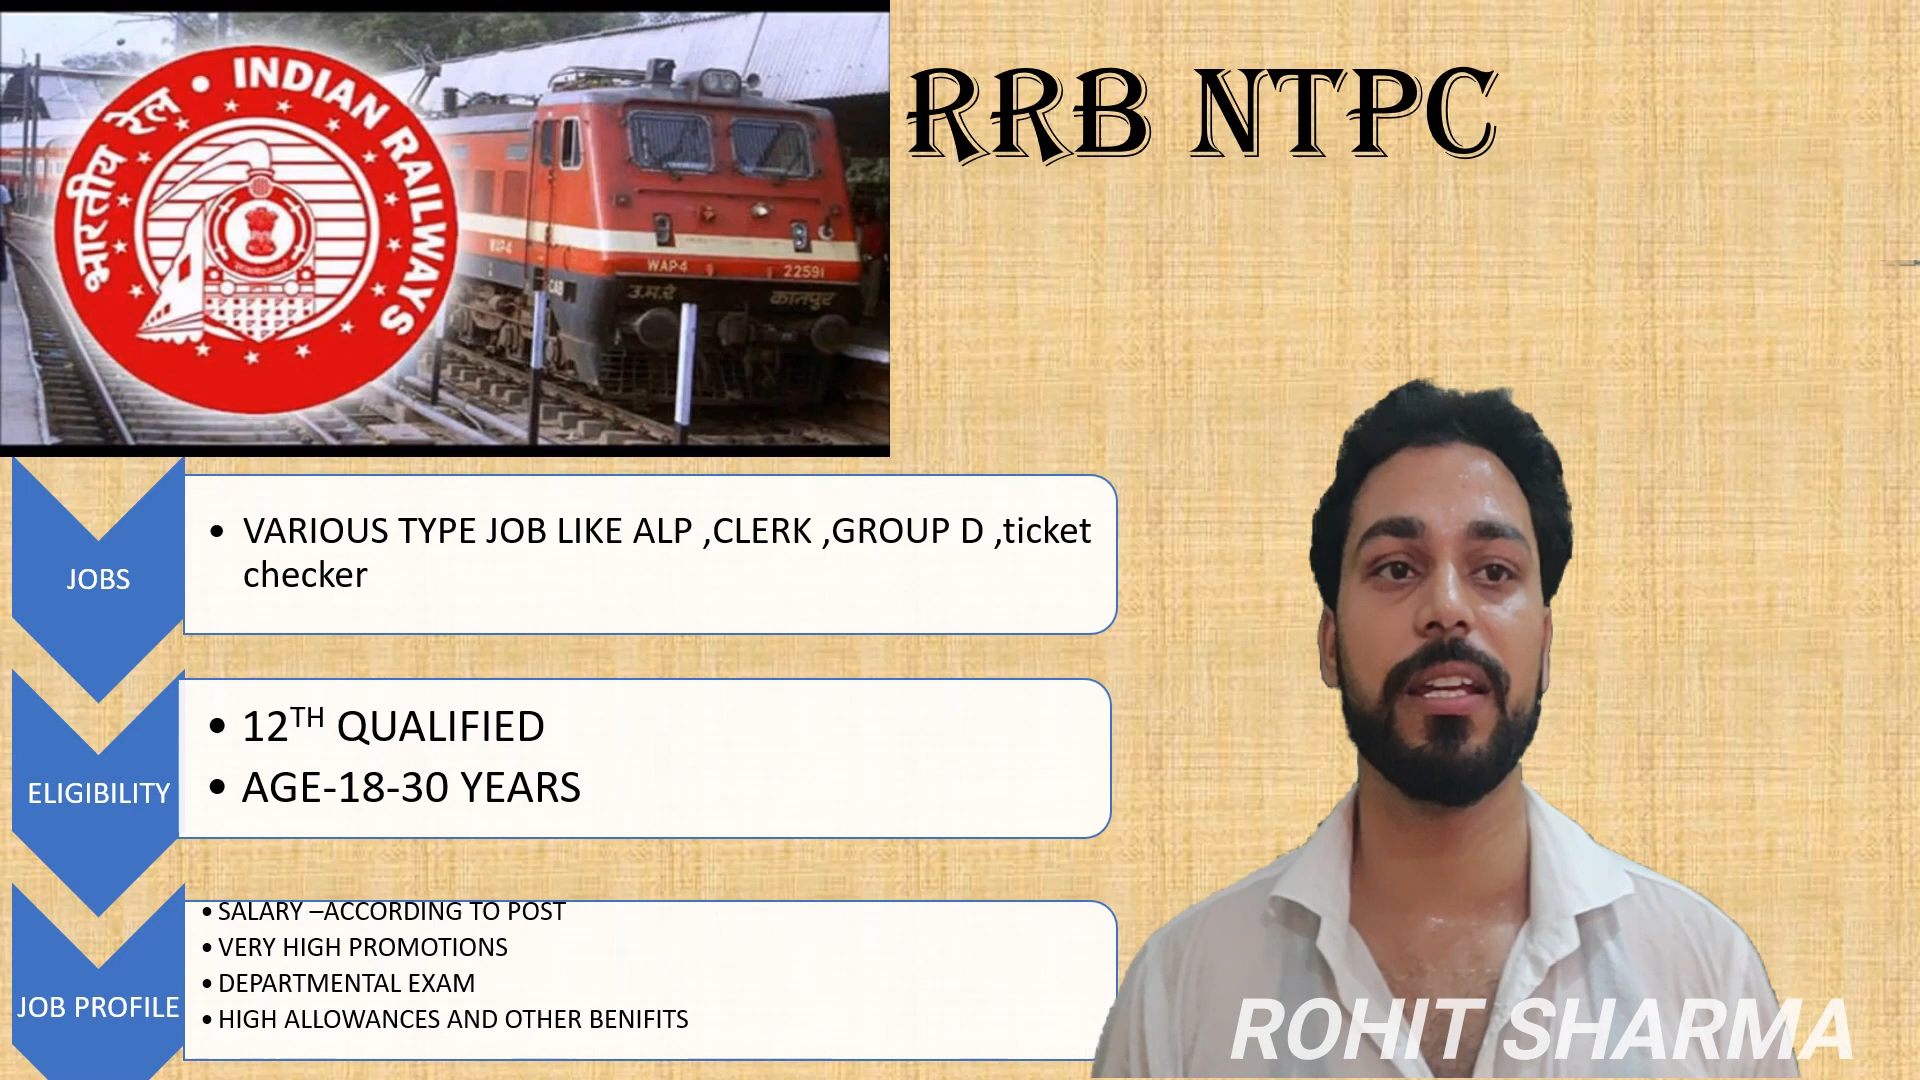 भारतीय रेल • INDIAN RAILWAYS
WAP-4
WAP-4 22591
उ.म.रे कानपुर
RRB NTPC
JOBS
• VARIOUS TYPE JOB LIKE ALP ,CLERK ,GROUP D ,ticket
checker
ELIGIBILITY
• 12TH QUALIFIED
• AGE-18-30 YEARS
JOB PROFILE
• SALARY –ACCORDING TO POST
• VERY HIGH PROMOTIONS
• DEPARTMENTAL EXAM
• HIGH ALLOWANCES AND OTHER BENIFITS
ROHIT SHARMA